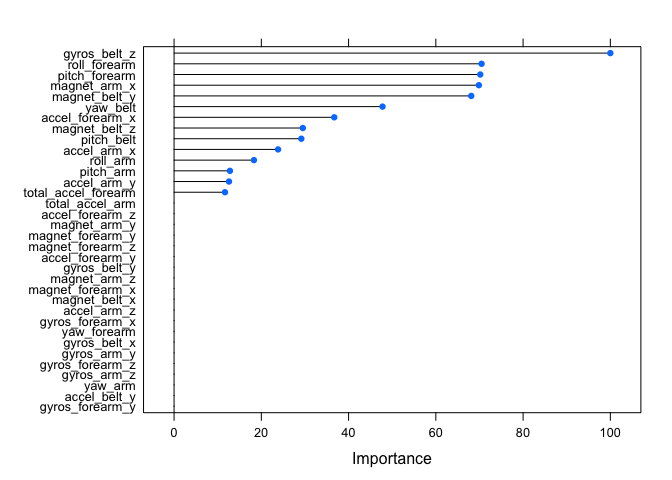 gyros_belt_z
roll_forearm
pitch_forearm
magnet_arm_x
magnet_belt_y
yaw_belt
accel_forearm_x
magnet_belt_z
pitch_belt
accel_arm_x
roll_arm
pitch_arm
accel_arm_y
total_accel_forearm
total_accel_arm
accel_forearm_z
magnet_arm_y
magnet_forearm_y
magnet_forearm_z
accel_forearm_y
gyros_belt_y
magnet_arm_z
magnet_forearm_x
magnet_belt_x
accel_arm_z
gyros_forearm_x
yaw_forearm
gyros_belt_x
gyros_arm_y
gyros_forearm_z
gyros_arm_z
yaw_arm
accel_belt_y
gyros_forearm_y
0 20 40 60 80 100
Importance